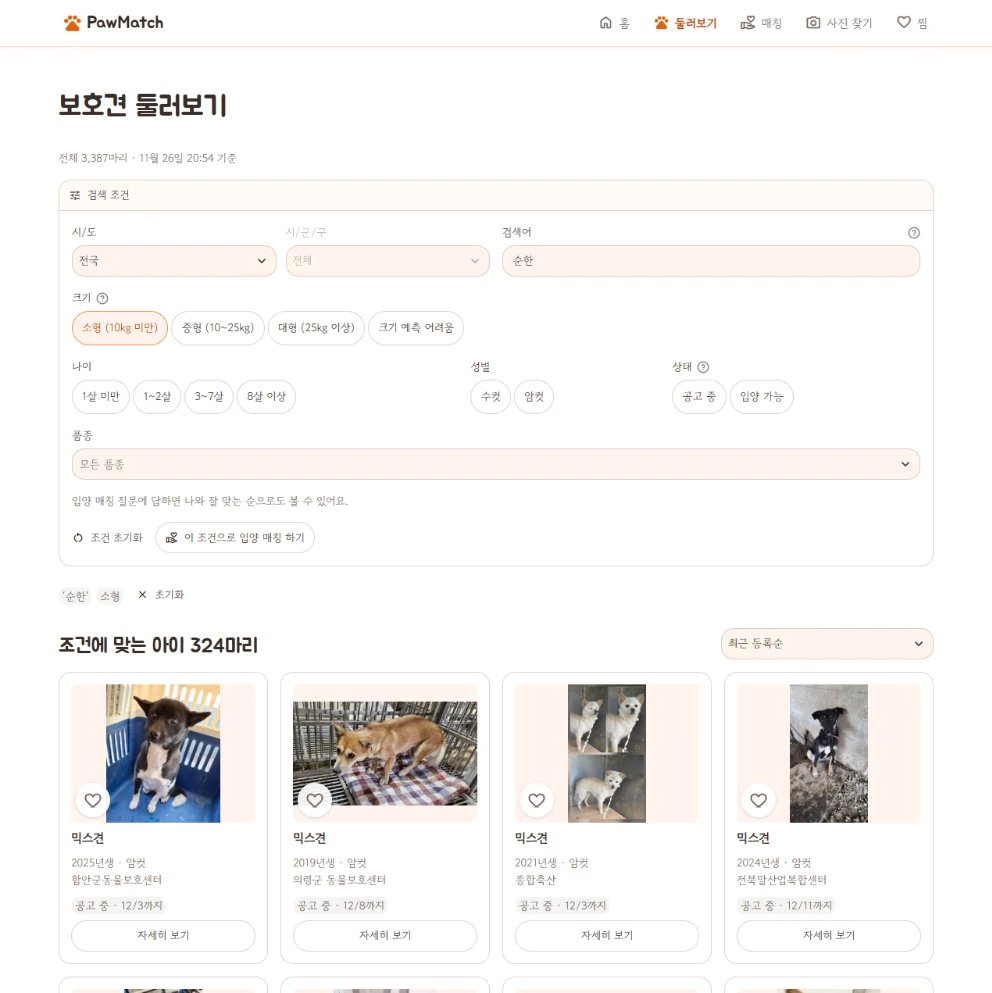 PawMatch
홈
둘러보기
매칭
사진 찾기
찜
보호견 둘러보기
전체 3,387마리 · 11월 26일 20:54 기준
검색 조건
시/도
시/군/구
검색어
전국
전체
순한
크기
소형 (10kg 미만)
중형 (10~25kg)
대형 (25kg 이상)
크기 예측 어려움
나이
성별
상태
1살 미만
1~2살
3~7살
8살 이상
수컷
암컷
공고 중
입양 가능
품종
모든 품종
입양 매칭 질문에 답하면 나와 잘 맞는 순으로도 볼 수 있어요.
조건 초기화
이 조건으로 입양 매칭 하기
'순한'
소형
초기화
조건에 맞는 아이 324마리
최근 등록순
믹스견
2025년생 · 암컷
함안군동물보호센터
공고 중 · 12/3까지
자세히 보기
믹스견
2019년생 · 암컷
의령군 동물보호센터
공고 중 · 12/8까지
자세히 보기
믹스견
2021년생 · 암컷
종합축산
공고 중 · 12/3까지
자세히 보기
믹스견
2024년생 · 암컷
전북말산업복합센터
공고 중 · 12/11까지
자세히 보기